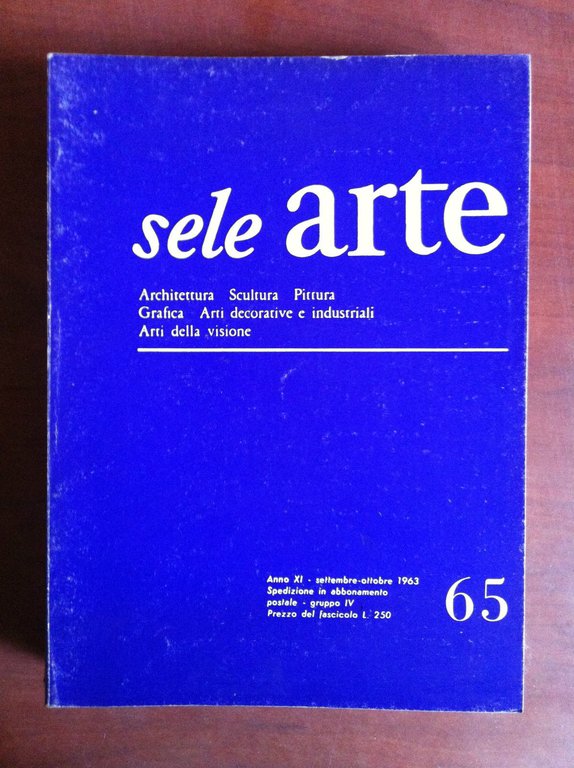 sele arte
Architettura Scultura Pittura
Grafica Arti decorative e industriali
Arti della visione
Anno XI - settembre-ottobre 1963
Spedizione in abbonamento
postale - gruppo IV
Prezzo del fascicolo L. 250
65